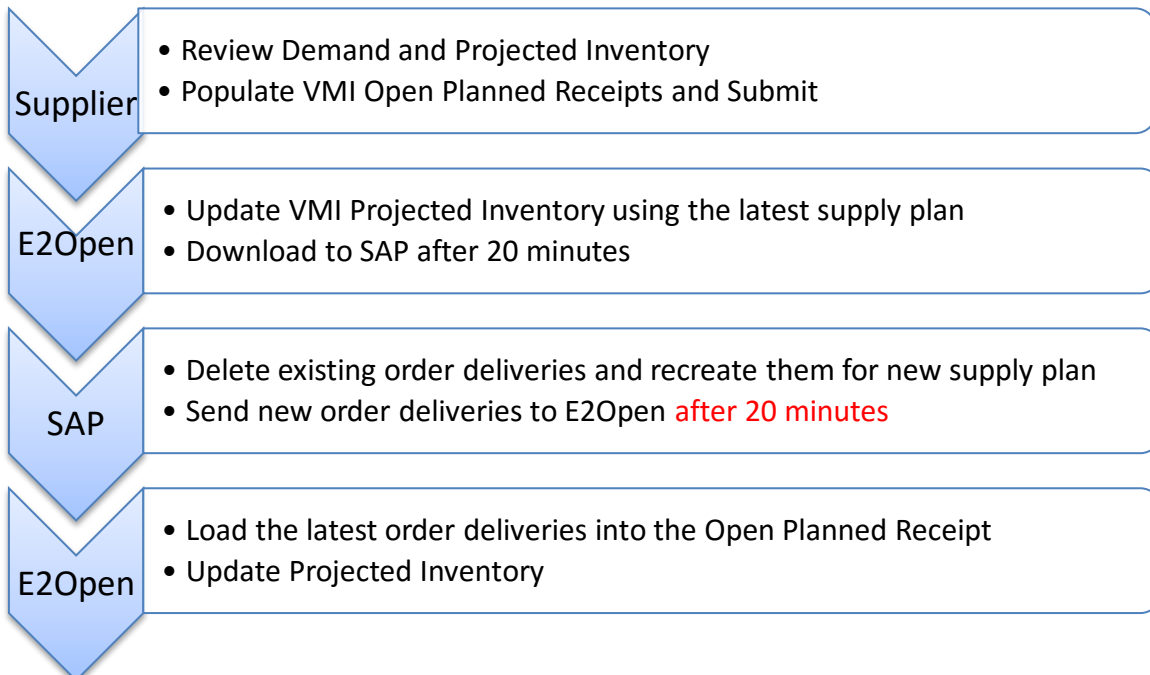 Supplier
• Review Demand and Projected Inventory
• Populate VMI Open Planned Receipts and Submit
E2Open
• Update VMI Projected Inventory using the latest supply plan
• Download to SAP after 20 minutes
SAP
• Delete existing order deliveries and recreate them for new supply plan
• Send new order deliveries to E2Open after 20 minutes
E2Open
• Load the latest order deliveries into the Open Planned Receipt
• Update Projected Inventory